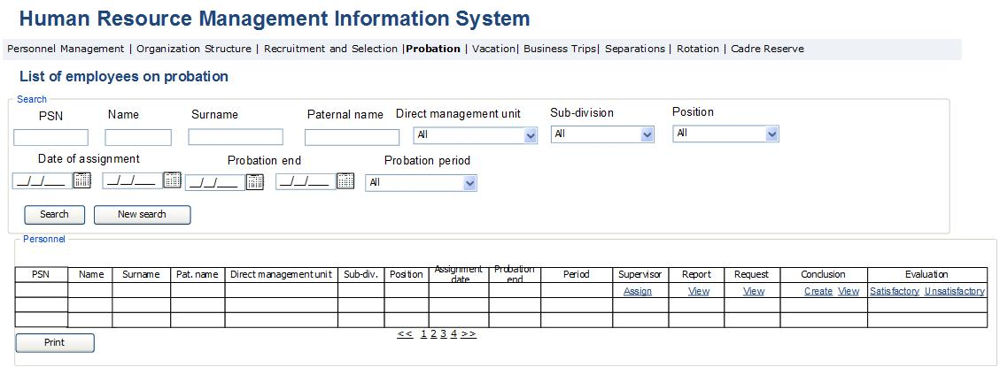 Human Resource Management Information System
Personnel Management | Organization Structure | Recruitment and Selection |Probation | Vacation| Business Trips| Separations | Rotation | Cadre Reserve
List of employees on probation
Search
PSN Name Surname Paternal name Direct management unit Sub-division Position
All All All
Date of assignment Probation end Probation period
__/__/____ __/__/____ __/__/____ __/__/____ All
Search New search
Personnel
PSN Name Surname Pat. name Direct management unit Sub-div. Position Assignment date Probation end Period Supervisor Report Request Conclusion Evaluation
Assign View View Create View Satisfactory Unsatisfactory
<< 1 2 3 4 >>
Print